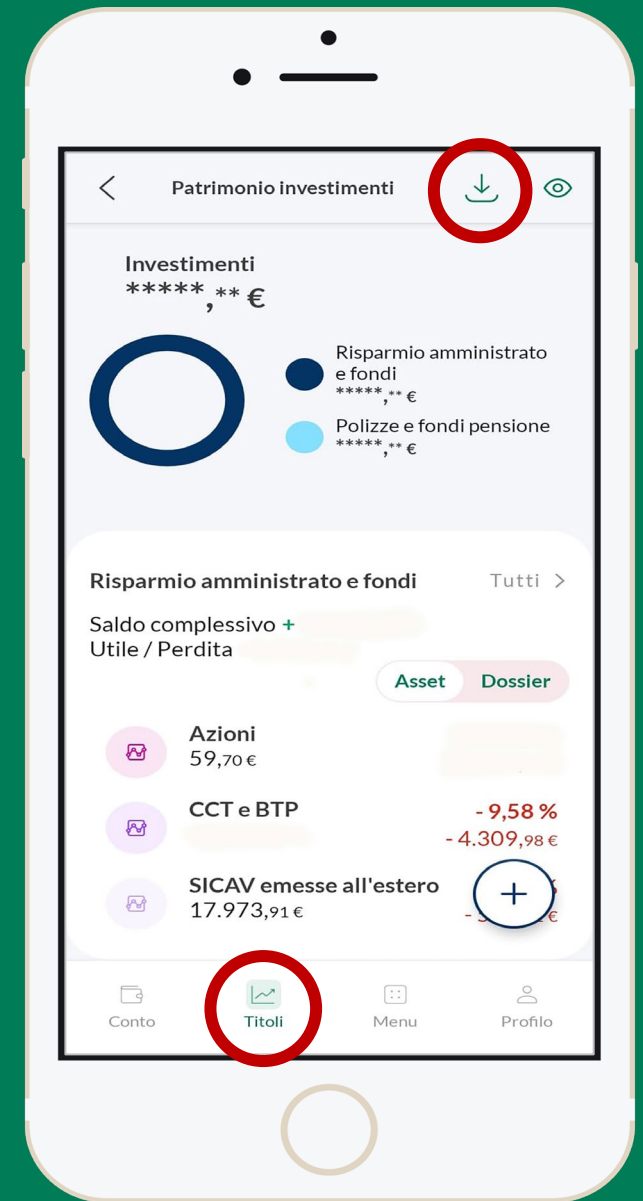 Patrimonio investimenti
Investimenti
*****,** €
Risparmio amministrato
e fondi
*****,** €
Polizze e fondi pensione
*****,** €
Risparmio amministrato e fondi
Tutti >
Saldo complessivo +
Utile / Perdita
Asset Dossier
Azioni
59,70 €
CCT e BTP
- 9,58 %
- 4.309,98 €
SICAV emesse all'estero
17.973,91 €
Conto Titoli Menu Profilo